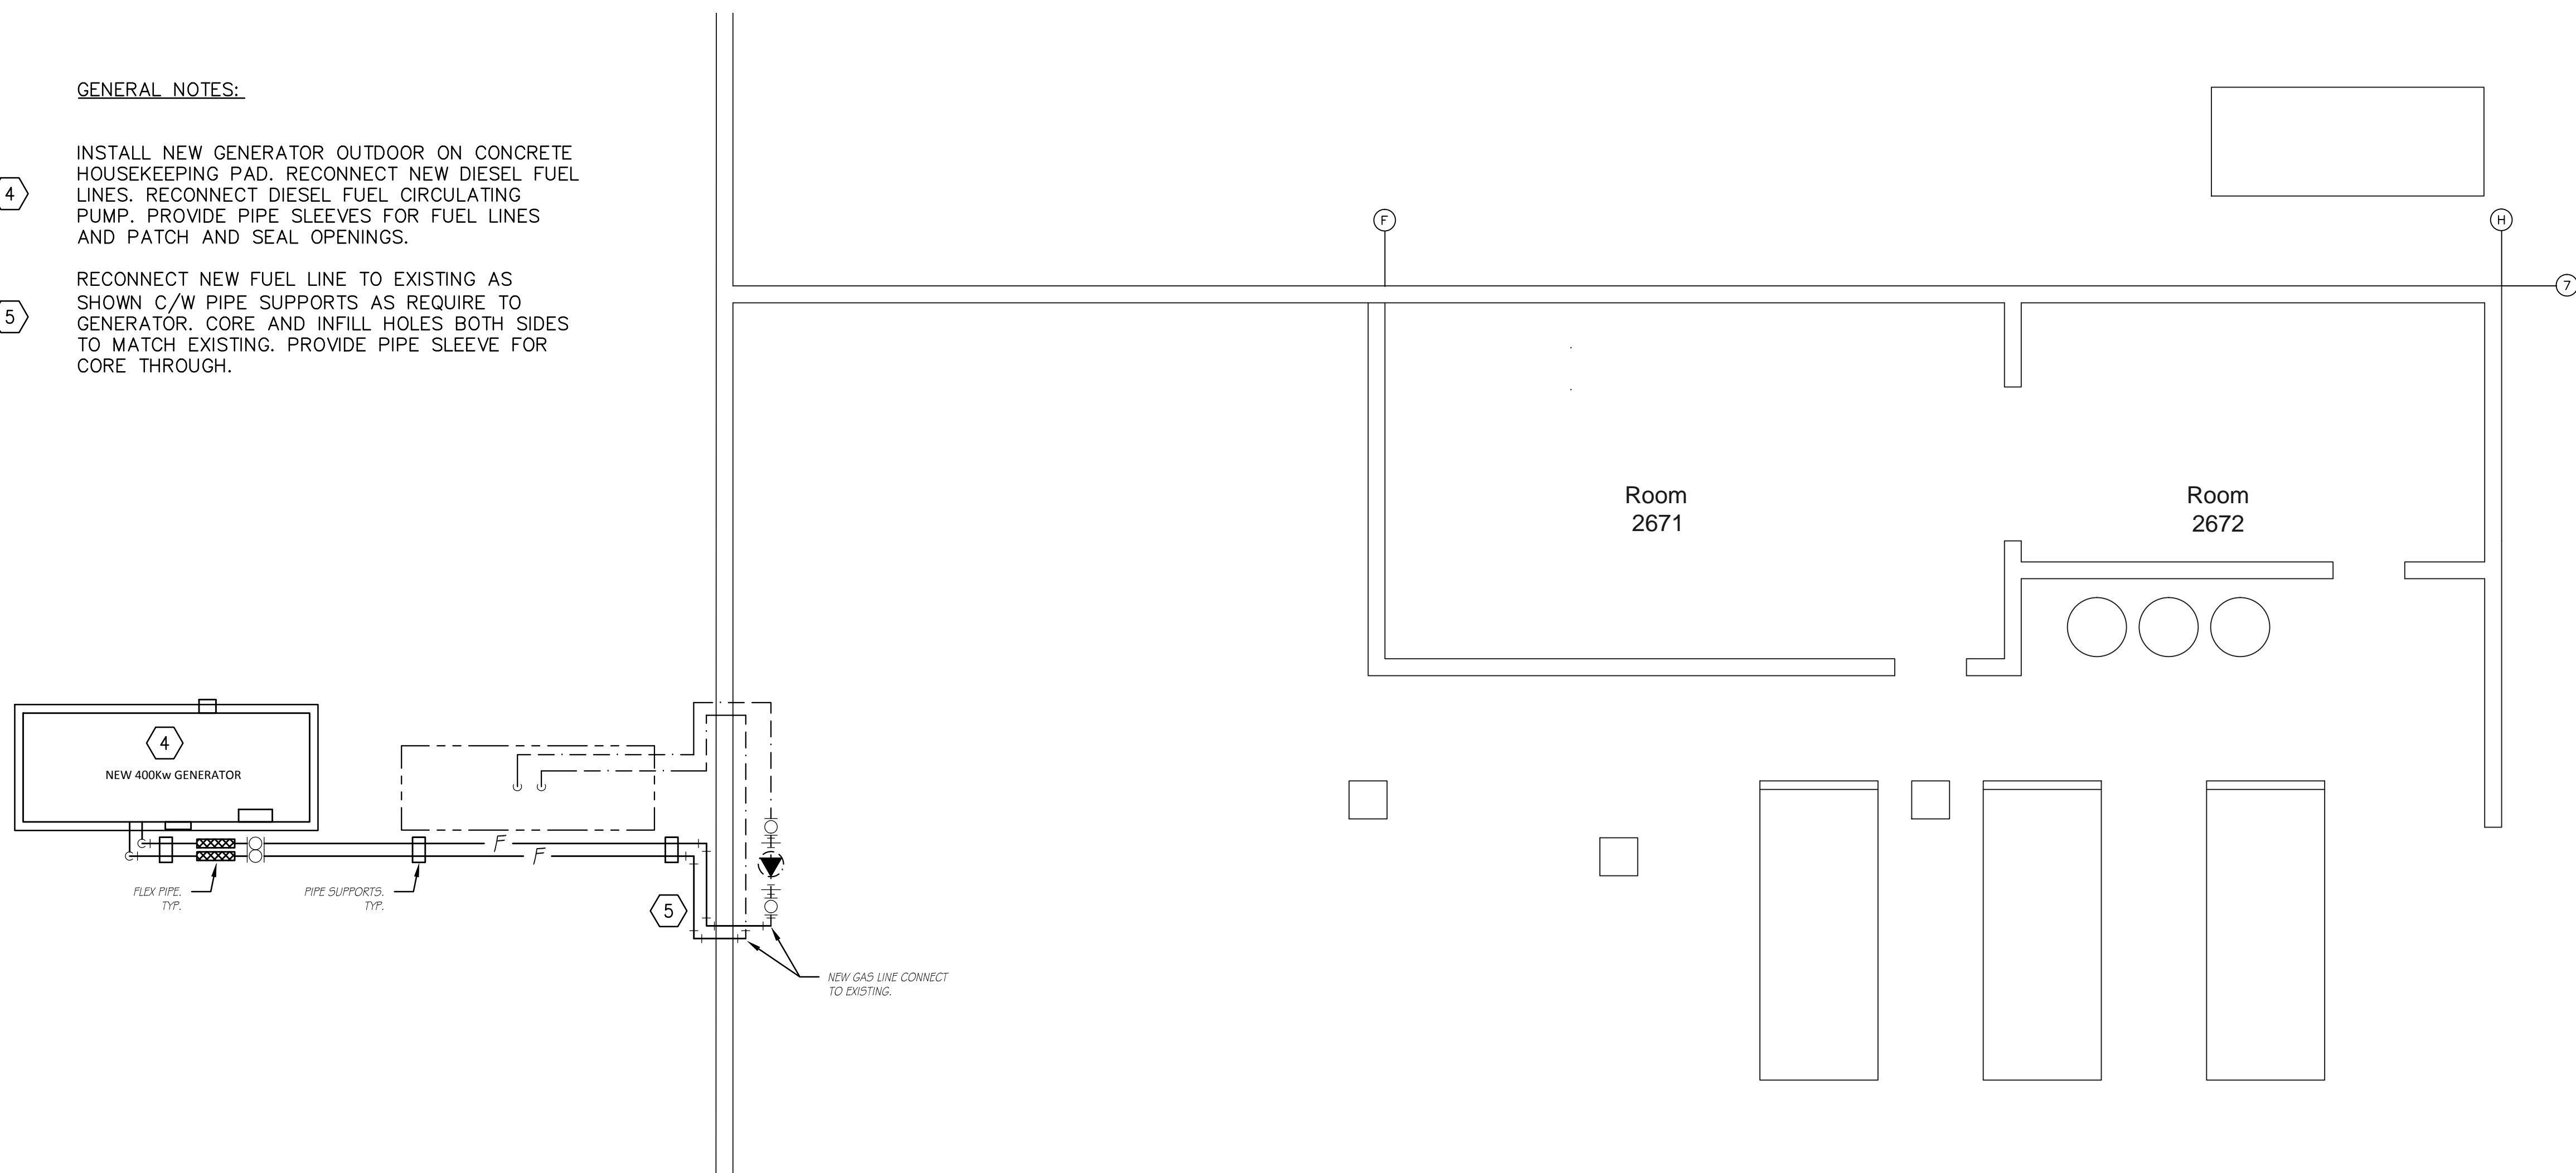 GENERAL NOTES:
4
INSTALL NEW GENERATOR OUTDOOR ON CONCRETE
HOUSEKEEPING PAD. RECONNECT NEW DIESEL FUEL
LINES. RECONNECT DIESEL FUEL CIRCULATING
PUMP. PROVIDE PIPE SLEEVES FOR FUEL LINES
AND PATCH AND SEAL OPENINGS.
5
RECONNECT NEW FUEL LINE TO EXISTING AS
SHOWN C/W PIPE SUPPORTS AS REQUIRE TO
GENERATOR. CORE AND INFILL HOLES BOTH SIDES
TO MATCH EXISTING. PROVIDE PIPE SLEEVE FOR
CORE THROUGH.
F
H
7
Room
2671
Room
2672
4
NEW 400Kw GENERATOR
F
F
FLEX PIPE.
TYP.
PIPE SUPPORTS.
TYP.
5
NEW GAS LINE CONNECT
TO EXISTING.